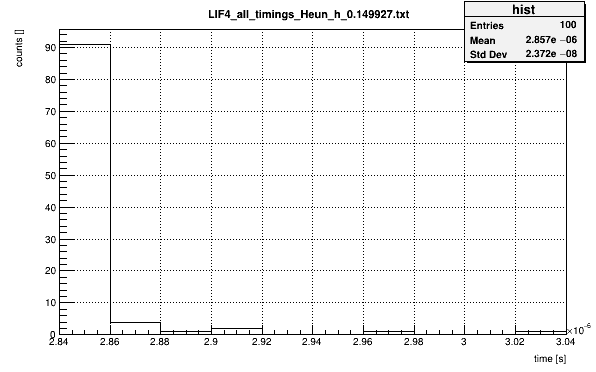 LIF4_all_timings_Heun_h_0.149927.txt
hist
Entries 100
Mean 2.857e −06
Std Dev 2.372e −08
counts []
90
80
70
60
50
40
30
20
10
0
2.84 2.86 2.88 2.9 2.92 2.94 2.96 2.98 3 3.02 3.04
×10⁻⁶
time [s]